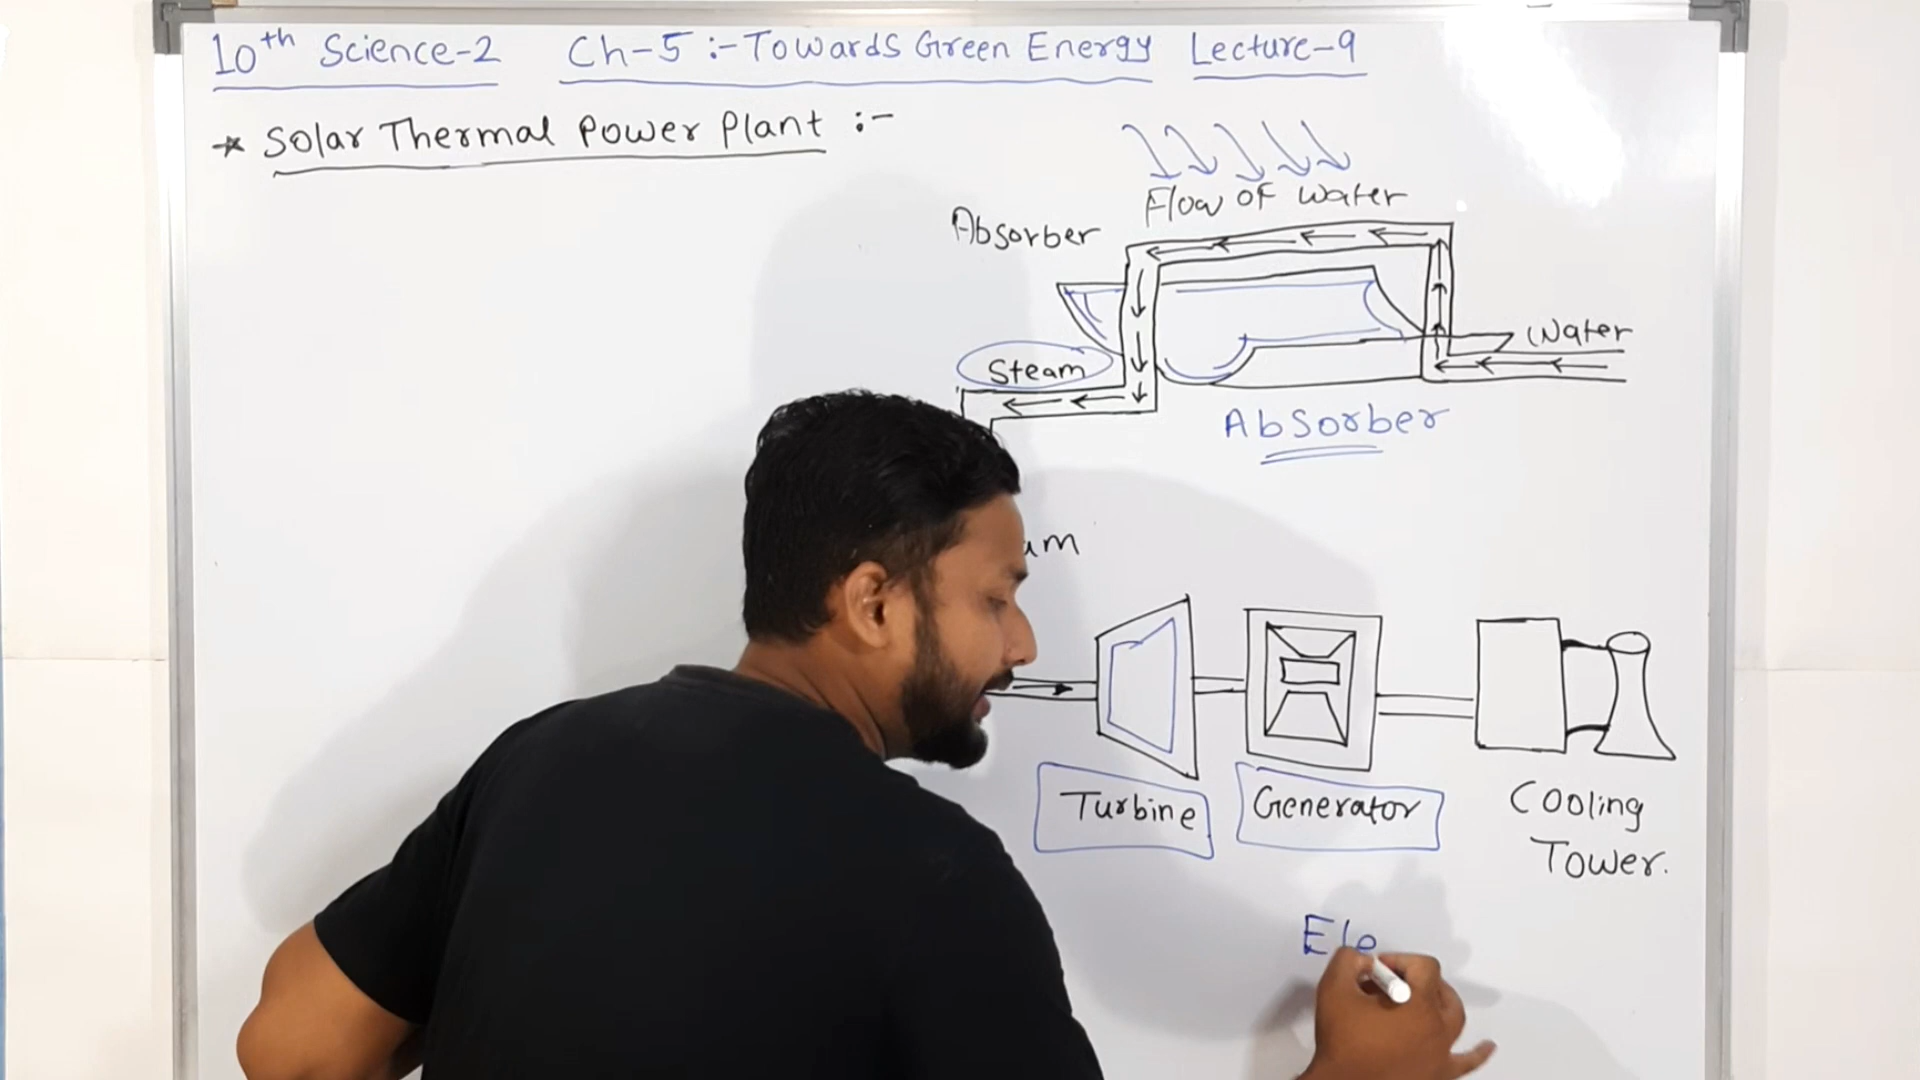 10th Science-2 Ch-5 :- Towards Green Energy Lecture-9
* Solar Thermal Power Plant :-
Flow of water
Absorber
Water
Steam
Absorber
Turbine
Generator
Cooling
Tower.
Ele